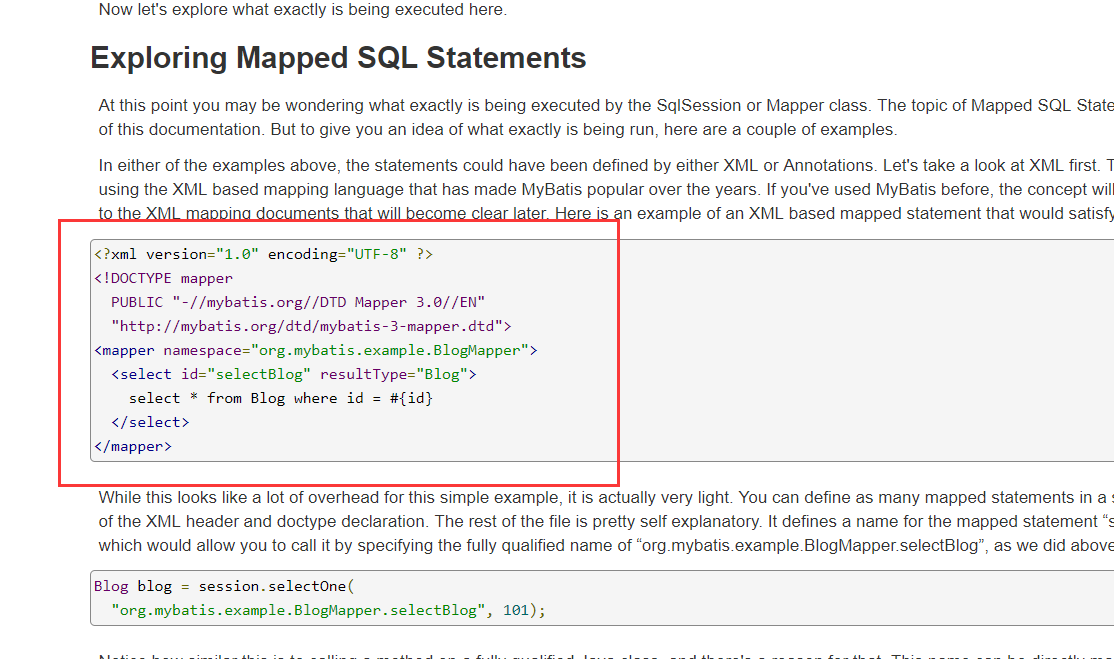 Now let's explore what exactly is being executed here.
Exploring Mapped SQL Statements
At this point you may be wondering what exactly is being executed by the SqlSession or Mapper class. The topic of Mapped SQL State
of this documentation. But to give you an idea of what exactly is being run, here are a couple of examples.
In either of the examples above, the statements could have been defined by either XML or Annotations. Let's take a look at XML first. T
using the XML based mapping language that has made MyBatis popular over the years. If you've used MyBatis before, the concept will
to the XML mapping documents that will become clear later. Here is an example of an XML based mapped statement that would satisfy
<?xml version="1.0" encoding="UTF-8" ?>
<!DOCTYPE mapper
  PUBLIC "-//mybatis.org//DTD Mapper 3.0//EN"
  "http://mybatis.org/dtd/mybatis-3-mapper.dtd">
<mapper namespace="org.mybatis.example.BlogMapper">
  <select id="selectBlog" resultType="Blog">
    select * from Blog where id = #{id}
  </select>
</mapper>
While this looks like a lot of overhead for this simple example, it is actually very light. You can define as many mapped statements in a s
of the XML header and doctype declaration. The rest of the file is pretty self explanatory. It defines a name for the mapped statement “s
which would allow you to call it by specifying the fully qualified name of “org.mybatis.example.BlogMapper.selectBlog”, as we did above
Blog blog = session.selectOne(
  "org.mybatis.example.BlogMapper.selectBlog", 101);